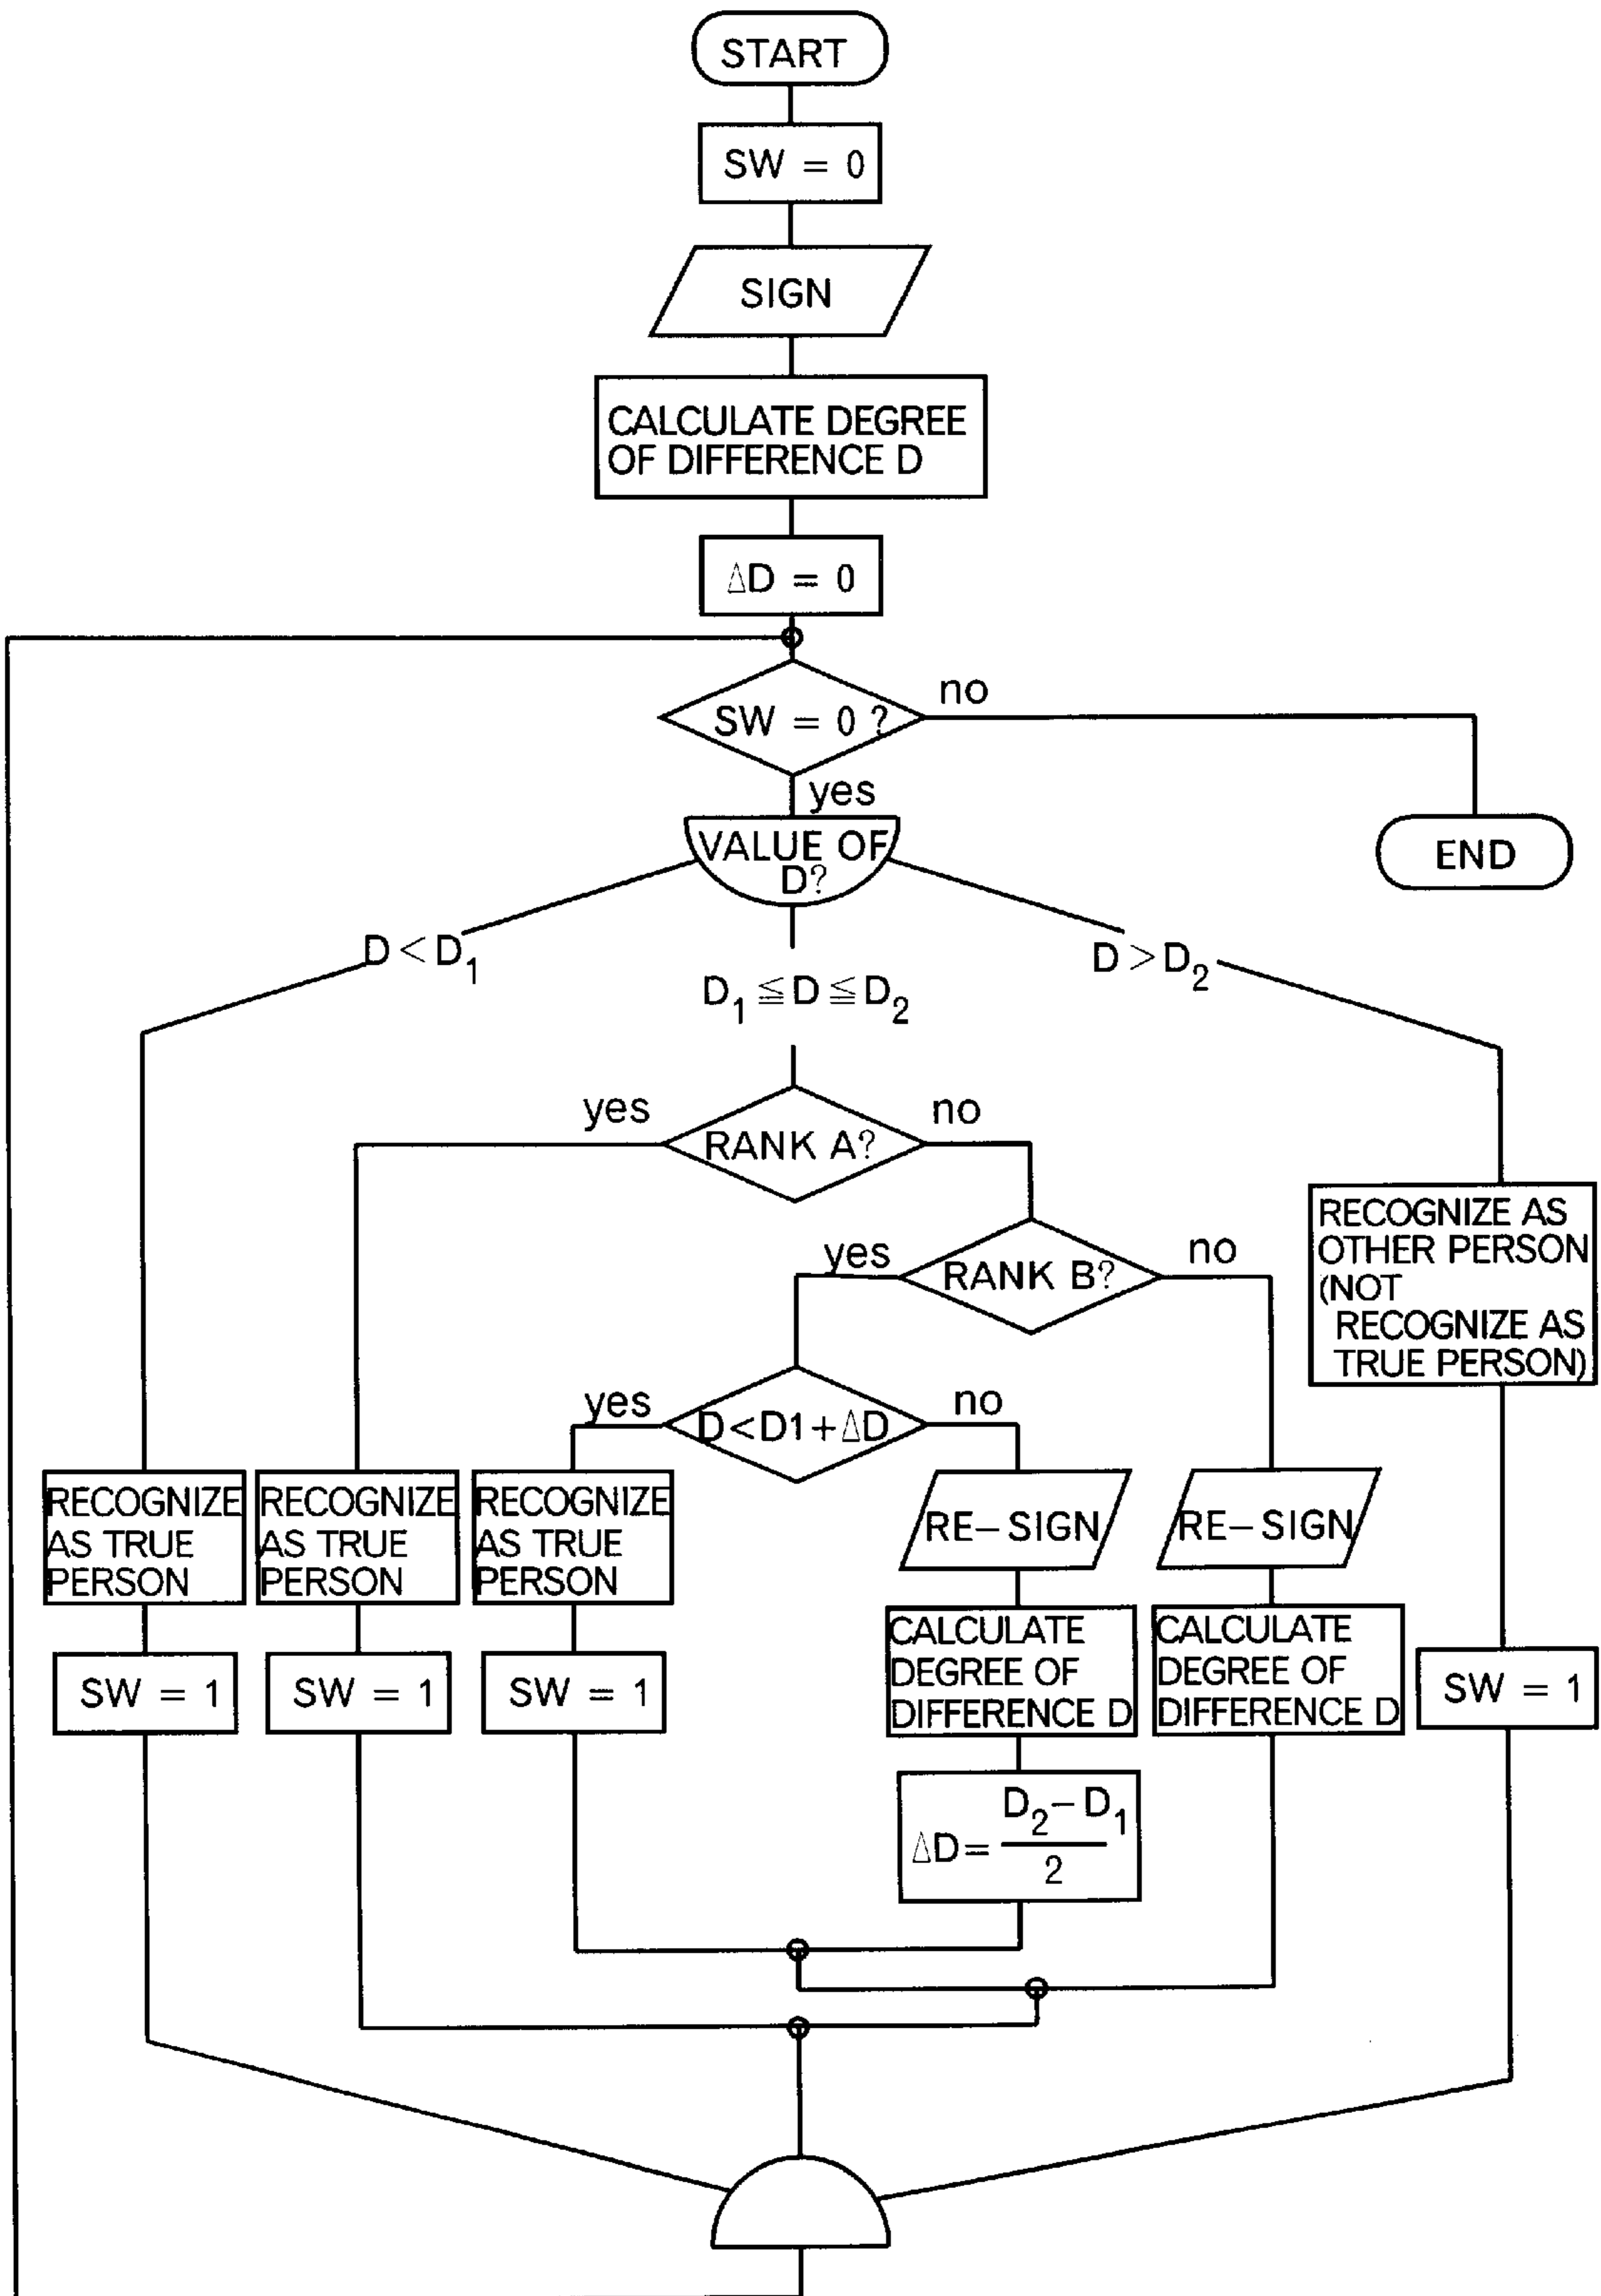 START
SW = 0
SIGN
CALCULATE DEGREE
OF DIFFERENCE D
ΔD = 0
SW = 0 ?
no
yes
VALUE OF
D?
END
D < D₁
D₁ ≦ D ≦ D₂
D > D₂
yes
RANK A?
no
yes
RANK B?
no
RECOGNIZE AS
OTHER PERSON
(NOT
RECOGNIZE AS
TRUE PERSON)
yes
D<D1+ΔD
no
RECOGNIZE
AS TRUE
PERSON
RECOGNIZE
AS TRUE
PERSON
RECOGNIZE
AS TRUE
PERSON
RE-SIGN
RE-SIGN
CALCULATE
DEGREE OF
DIFFERENCE D
CALCULATE
DEGREE OF
DIFFERENCE D
SW = 1
SW = 1
SW = 1
SW = 1
D₂-D₁
ΔD=
2